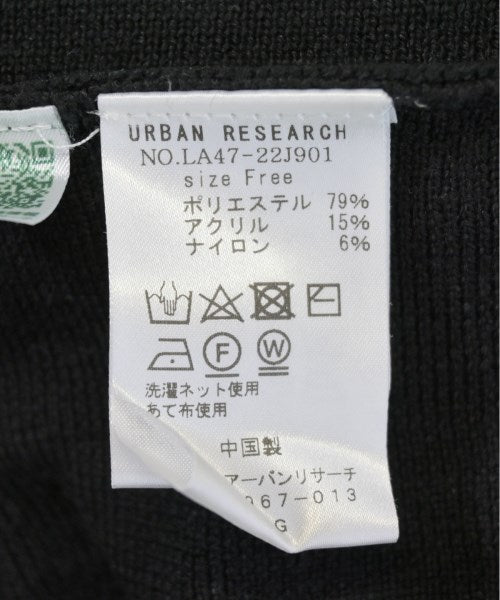 URBAN RESEARCH
NO.LA47-22J901
size Free
ポリエステル 79%
アクリル 15%
ナイロン 6%
F
W
洗濯ネット使用
あて布使用
中国製
アーバンリサーチ
067-013
G